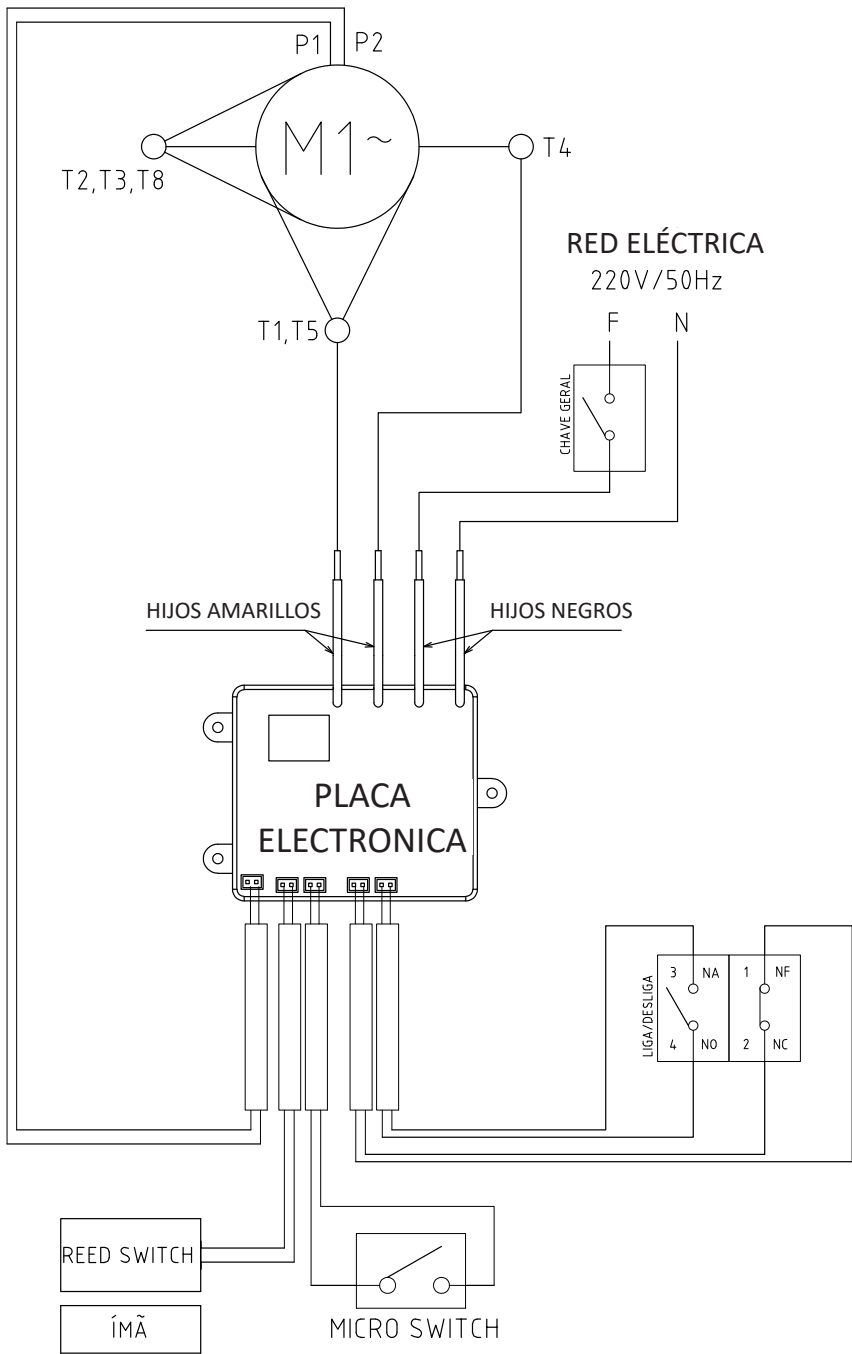 P1 P2
M1~
T2,T3,T8
T4
T1,T5
RED ELÉCTRICA
220V/50Hz
F N
CHAVE GERAL
HIJOS AMARILLOS
HIJOS NEGROS
PLACA
ELECTRONICA
LIGA/DESLIGA
3 NA 1 NF
4 NO 2 NC
REED SWITCH
ÍMÃ
MICRO SWITCH